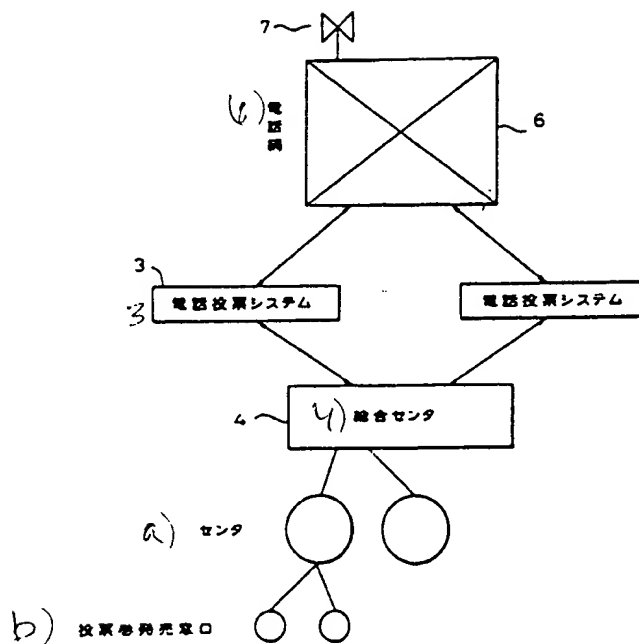 7
6) 電話網
6
3
3
電話投票システム
電話投票システム
4
4) 総合センタ
a) センタ
b) 投票券発売窓口